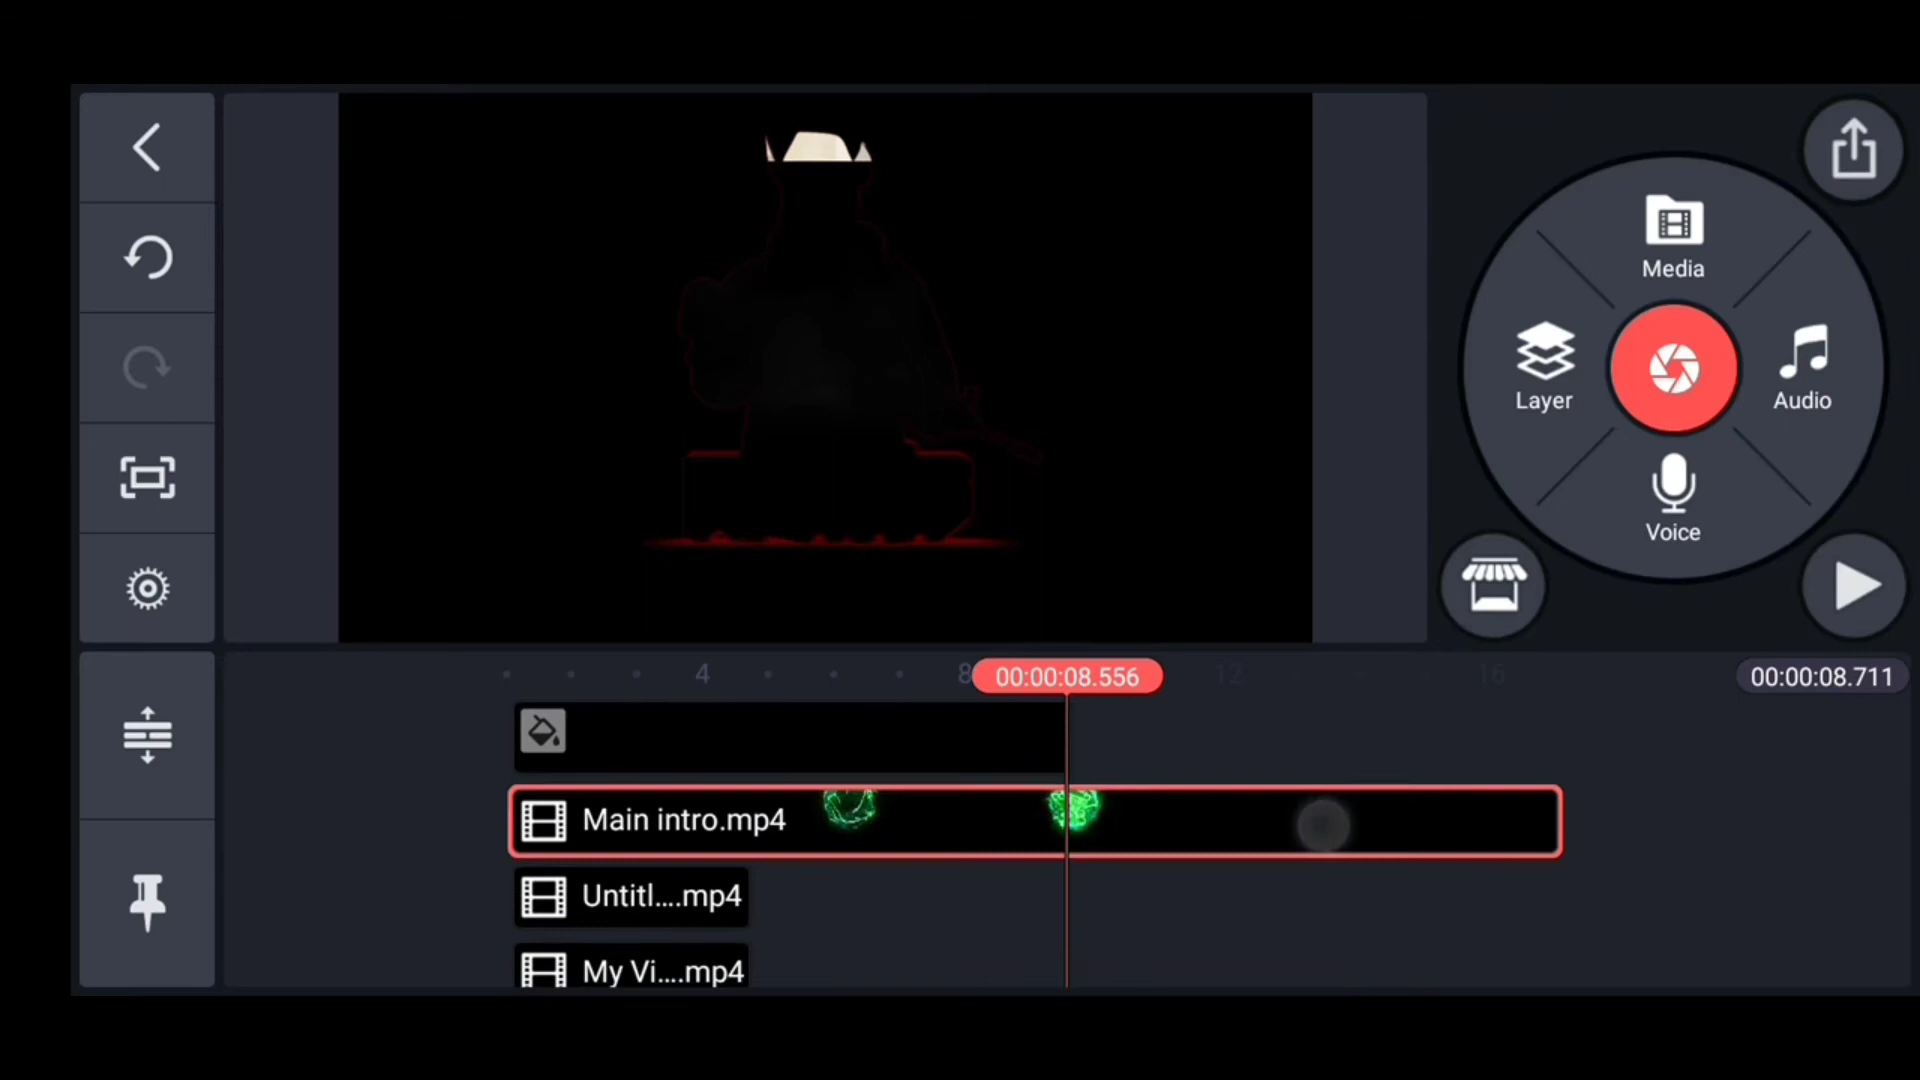 Media
Layer
Audio
Voice
4
8
00:00:08.556
12
16
00:00:08.711
Main intro.mp4
Untitl....mp4
My Vi....mp4